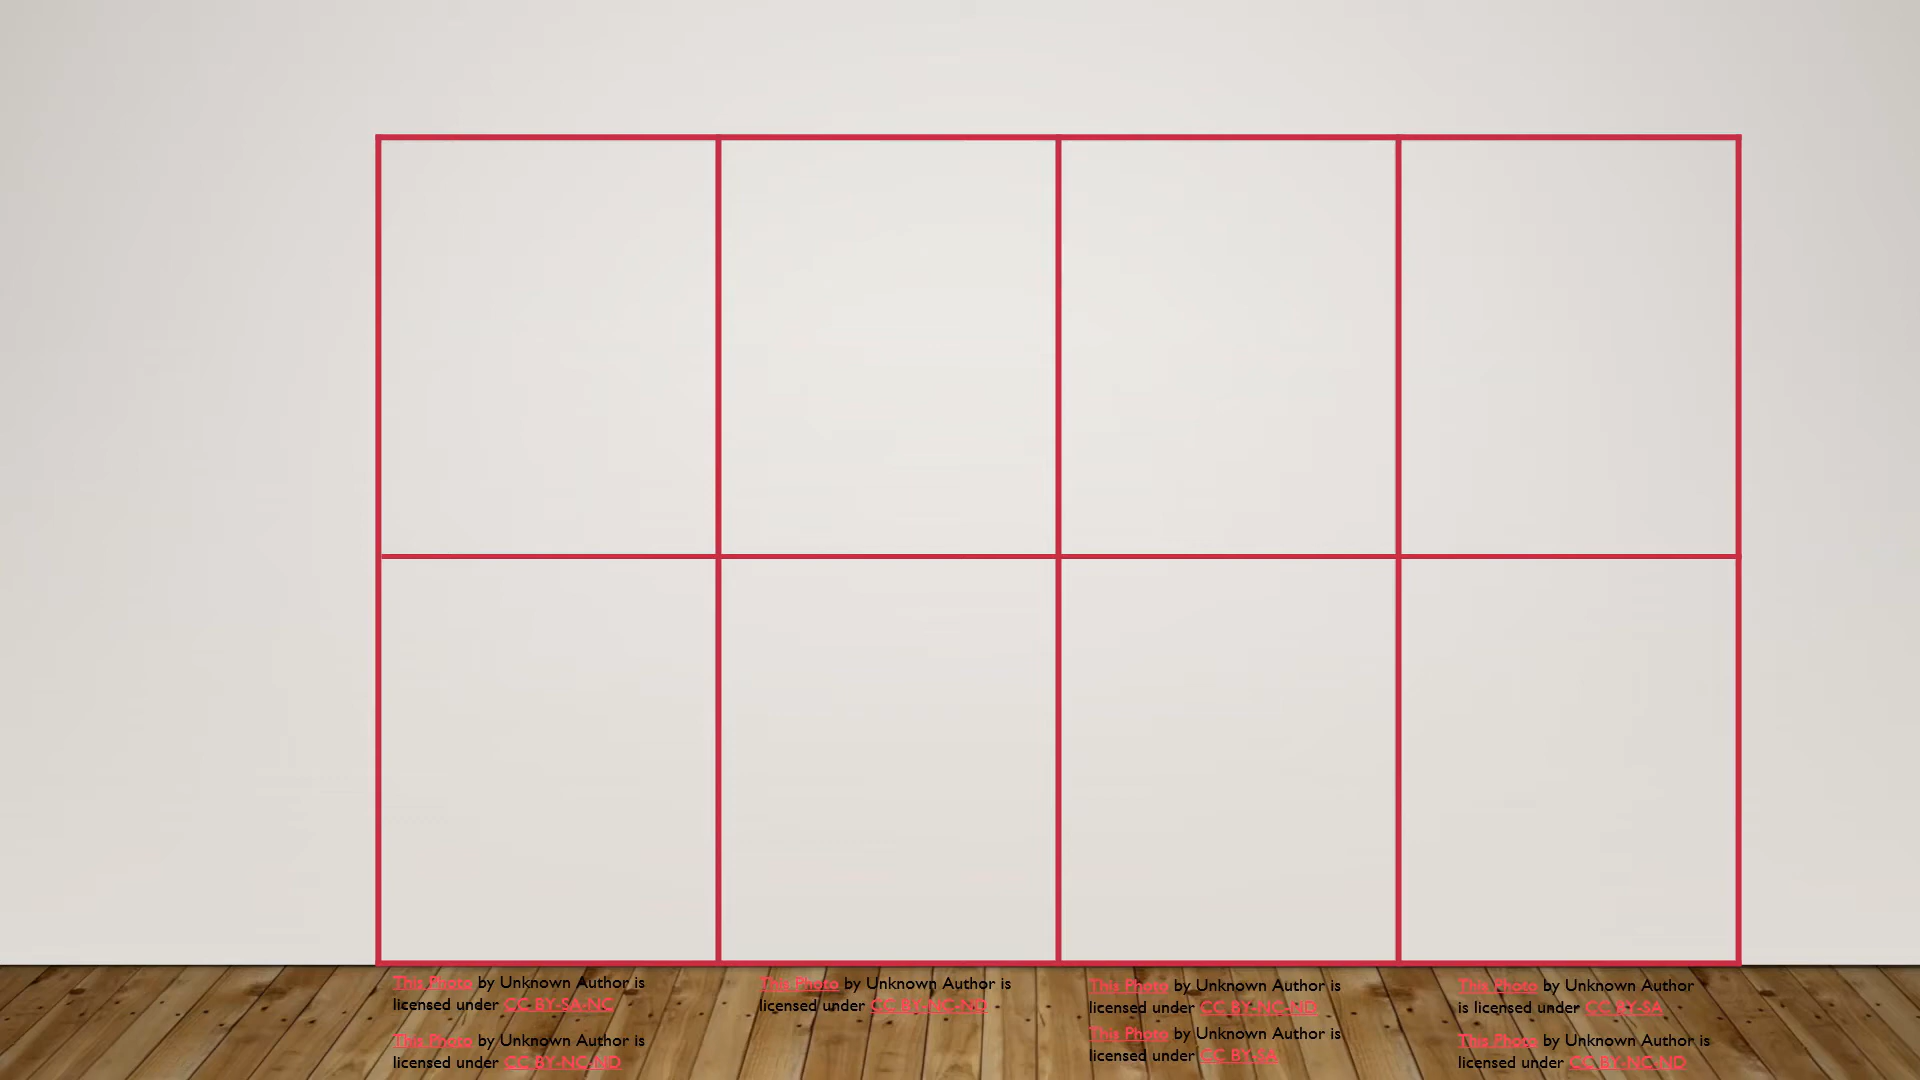 This Photo by Unknown Author is
licensed under CC BY-SA-NC
This Photo by Unknown Author is
licensed under CC BY-NC-ND
This Photo by Unknown Author is
licensed under CC BY-NC-ND
This Photo by Unknown Author is
licensed under CC BY-NC-ND
This Photo by Unknown Author is
licensed under CC BY-SA
This Photo by Unknown Author
is licensed under CC BY-SA
This Photo by Unknown Author is
licensed under CC BY-NC-ND